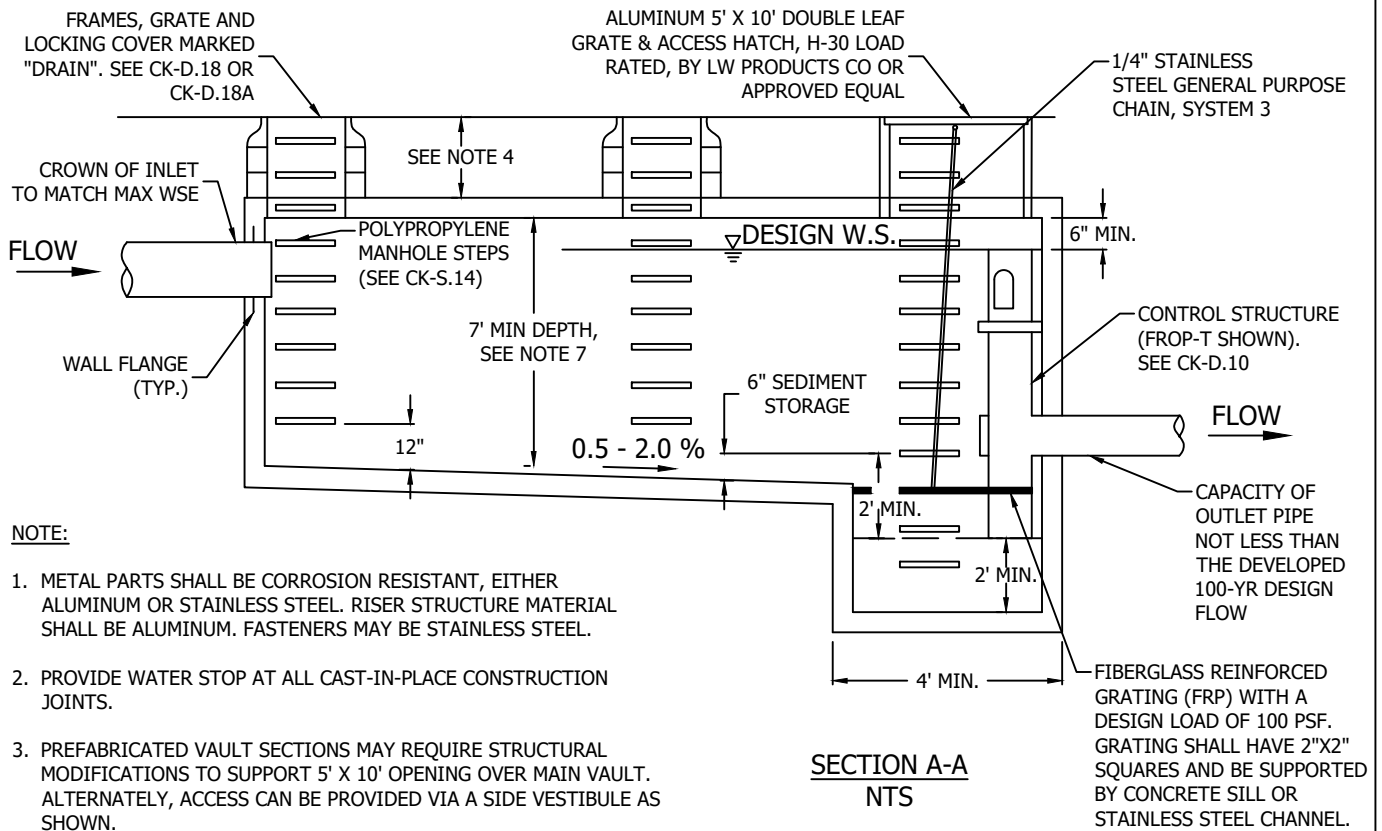 FRAMES, GRATE AND
LOCKING COVER MARKED
"DRAIN". SEE CK-D.18 OR
CK-D.18A
ALUMINUM 5' X 10' DOUBLE LEAF
GRATE & ACCESS HATCH, H-30 LOAD
RATED, BY LW PRODUCTS CO OR
APPROVED EQUAL
1/4" STAINLESS
STEEL GENERAL PURPOSE
CHAIN, SYSTEM 3
SEE NOTE 4
CROWN OF INLET
TO MATCH MAX WSE
FLOW
POLYPROPYLENE
MANHOLE STEPS
(SEE CK-S.14)
DESIGN W.S.
6" MIN.
7' MIN DEPTH,
SEE NOTE 7
CONTROL STRUCTURE
(FROP-T SHOWN).
SEE CK-D.10
WALL FLANGE
(TYP.)
6" SEDIMENT
STORAGE
FLOW
12"
0.5 - 2.0 %
2' MIN.
CAPACITY OF
OUTLET PIPE
NOT LESS THAN
THE DEVELOPED
100-YR DESIGN
FLOW
2' MIN.
4' MIN.
FIBERGLASS REINFORCED
GRATING (FRP) WITH A
DESIGN LOAD OF 100 PSF.
GRATING SHALL HAVE 2"X2"
SQUARES AND BE SUPPORTED
BY CONCRETE SILL OR
STAINLESS STEEL CHANNEL.
NOTE:
1. METAL PARTS SHALL BE CORROSION RESISTANT, EITHER
ALUMINUM OR STAINLESS STEEL. RISER STRUCTURE MATERIAL
SHALL BE ALUMINUM. FASTENERS MAY BE STAINLESS STEEL.
2. PROVIDE WATER STOP AT ALL CAST-IN-PLACE CONSTRUCTION
JOINTS.
3. PREFABRICATED VAULT SECTIONS MAY REQUIRE STRUCTURAL
MODIFICATIONS TO SUPPORT 5' X 10' OPENING OVER MAIN VAULT.
ALTERNATELY, ACCESS CAN BE PROVIDED VIA A SIDE VESTIBULE AS
SHOWN.
SECTION A-A
NTS